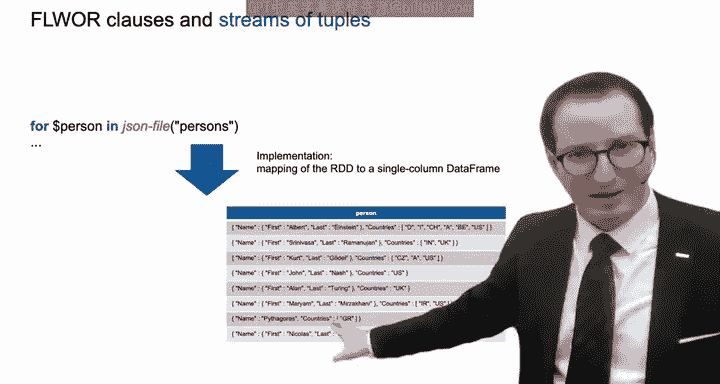 FLWOR clauses and streams of tuples
for $person in json-file("persons")
...
Implementation:
mapping of the RDD to a single-column DataFrame
person
{ "Name" : { "First" : "Albert", "Last" : "Einstein" }, "Countries" : [ "D", "I", "CH", "A", "BE", "US" ] }
{ "Name" : { "First" : "Srinivasa", "Last" : "Ramanujan" }, "Countries" : [ "IN", "UK" ] }
{ "Name" : { "First" : "Kurt", "Last" : "Gödel" }, "Countries" : [ "CZ", "A", "US" ] }
{ "Name" : { "First" : "John", "Last" : "Nash" }, "Countries" : "US" }
{ "Name" : { "First" : "Alan", "Last" : "Turing" }, "Countries" : "UK" }
{ "Name" : { "First" : "Maryam", "Last" : "Mirzakhani" }, "Countries" : [ "IR", "US"
{ "Name" : "Pythagoras", "Countries" : [ "GR" ] }
{ "Name" : { "First" : "Nicolas", "Last" :